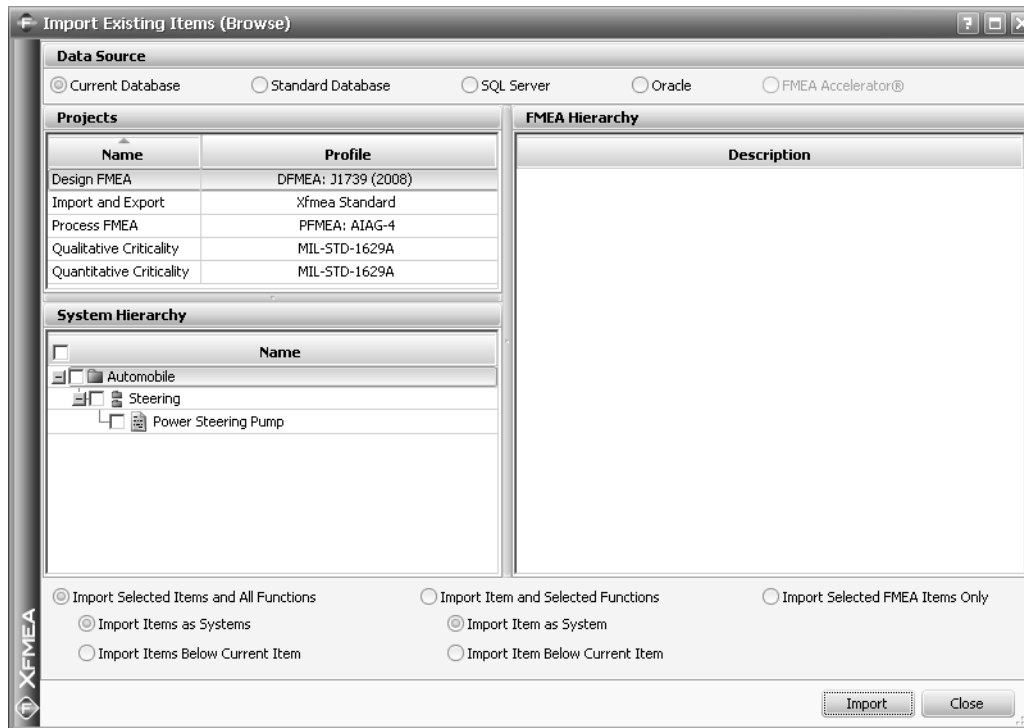 Import Existing Items (Browse)
Data Source
Current Database Standard Database SQL Server Oracle FMEA Accelerator®
Projects
Name Profile
Design FMEA DFMEA: J1739 (2008)
Import and Export Xfmea Standard
Process FMEA PFMEA: AIAG-4
Qualitative Criticality MIL-STD-1629A
Quantitative Criticality MIL-STD-1629A
System Hierarchy
Name
Automobile
Steering
Power Steering Pump
FMEA Hierarchy
Description
Import Selected Items and All Functions
Import Items as Systems
Import Items Below Current Item
Import Item and Selected Functions
Import Item as System
Import Item Below Current Item
Import Selected FMEA Items Only
Import Close
XFMEA